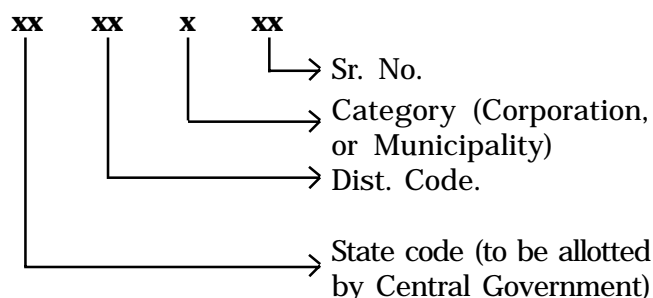 xx xx x xx
Sr. No.
Category (Corporation,
or Municipality)
Dist. Code.
State code (to be allotted
by Central Government)